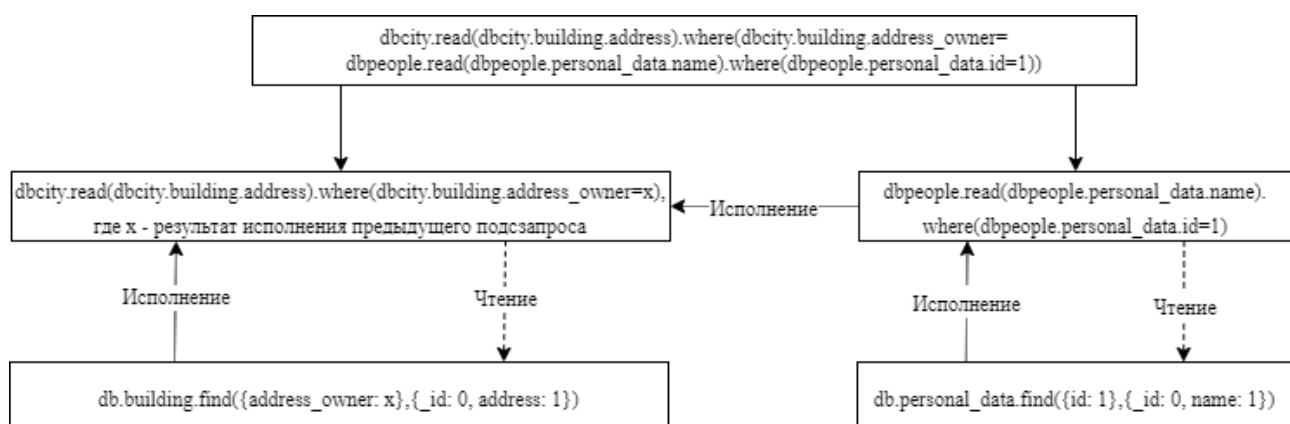 dbcity.read(dbcity.building.address).where(dbcity.building.address_owner=
dbpeople.read(dbpeople.personal_data.name).where(dbpeople.personal_data.id=1))
dbcity.read(dbcity.building.address).where(dbcity.building.address_owner=x),
где x - результат исполнения предыдущего подсзапроса
Исполнение
dbpeople.read(dbpeople.personal_data.name).
where(dbpeople.personal_data.id=1)
Исполнение
Чтение
Исполнение
Чтение
db.building.find({address_owner: x},{_id: 0, address: 1})
db.personal_data.find({id: 1},{_id: 0, name: 1})